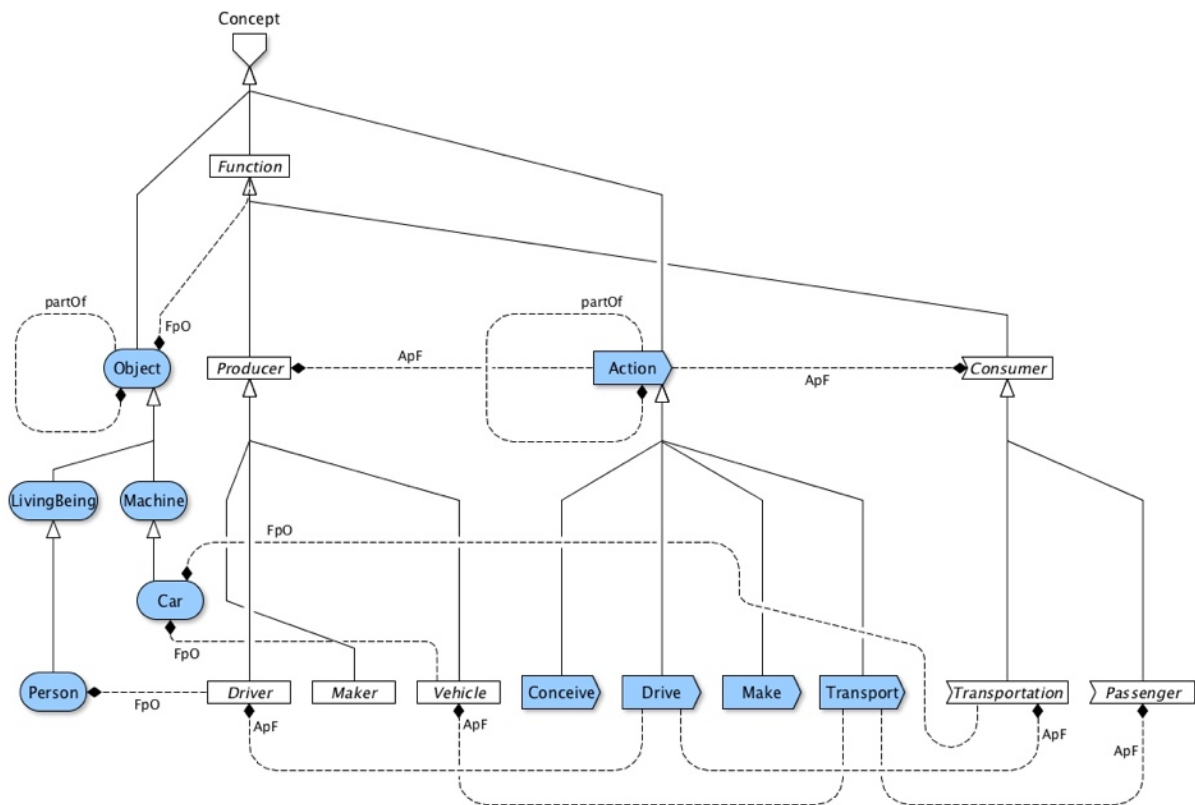 Concept
Function
partOf
FpO
partOf
Object
Producer
ApF
Action
ApF
Consumer
LivingBeing
Machine
FpO
Car
FpO
Person
FpO
Driver
Maker
Vehicle
Conceive
Drive
Make
Transport
Transportation
Passenger
ApF
ApF
ApF
ApF